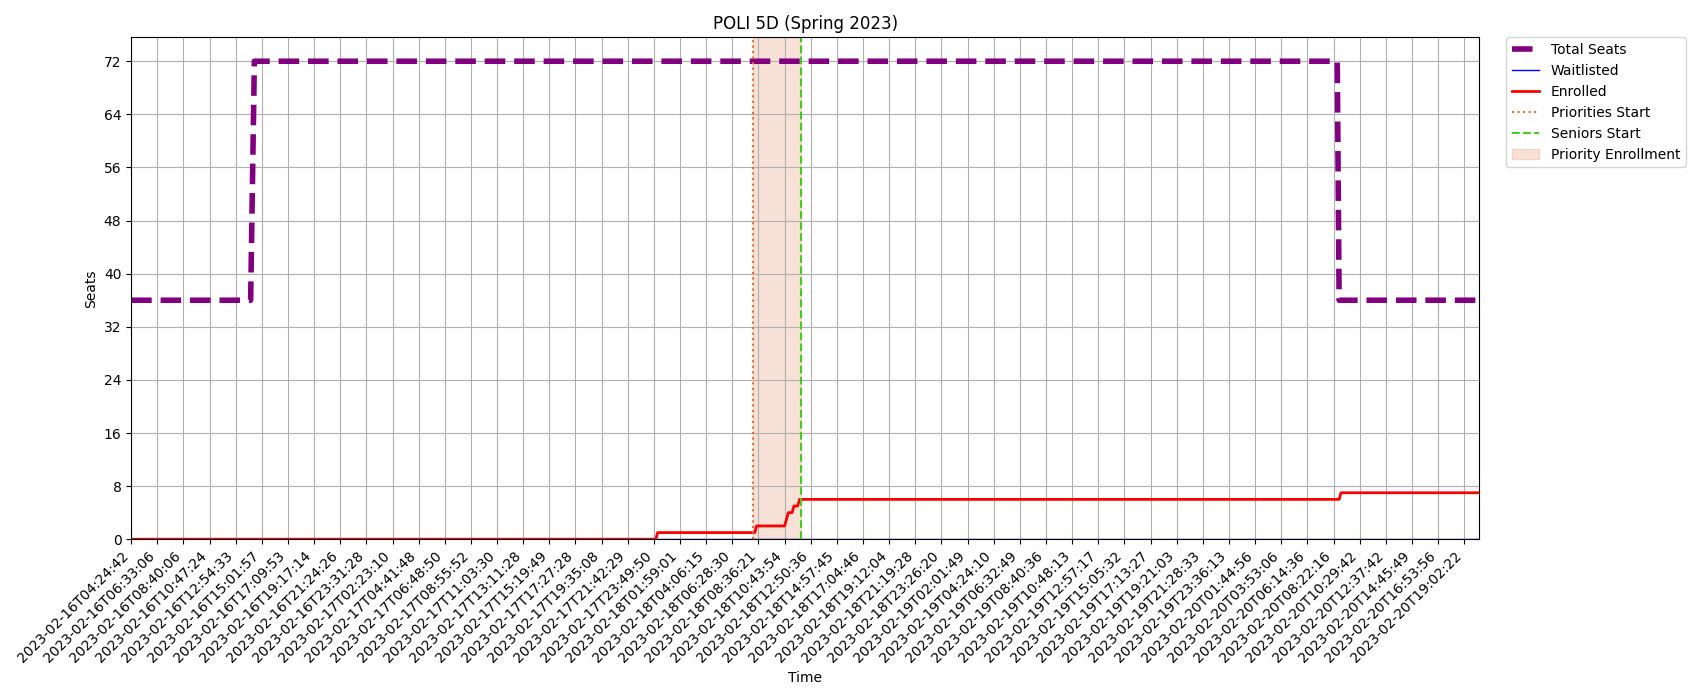 POLI 5D (Spring 2023)
Total Seats
Waitlisted
Enrolled
Priorities Start
Seniors Start
Priority Enrollment
Seats
72
64
56
48
40
32
24
16
8
0
2023-02-16T04:24:42
2023-02-16T06:33:06
2023-02-16T08:40:06
2023-02-16T10:47:24
2023-02-16T12:54:33
2023-02-16T15:01:57
2023-02-16T17:09:53
2023-02-16T19:17:14
2023-02-16T21:24:26
2023-02-16T23:31:28
2023-02-17T02:23:10
2023-02-17T04:41:48
2023-02-17T06:48:50
2023-02-17T08:55:52
2023-02-17T11:03:30
2023-02-17T13:11:28
2023-02-17T15:19:49
2023-02-17T17:27:28
2023-02-17T19:35:08
2023-02-17T21:42:29
2023-02-17T23:49:50
2023-02-18T01:59:01
2023-02-18T04:06:15
2023-02-18T06:28:30
2023-02-18T08:36:21
2023-02-18T10:43:54
2023-02-18T12:50:36
2023-02-18T14:57:45
2023-02-18T17:04:46
2023-02-18T19:12:04
2023-02-18T21:19:28
2023-02-18T23:26:20
2023-02-19T02:01:49
2023-02-19T04:24:10
2023-02-19T06:32:49
2023-02-19T08:40:36
2023-02-19T10:48:13
2023-02-19T12:57:17
2023-02-19T15:05:32
2023-02-19T17:13:27
2023-02-19T19:21:03
2023-02-19T21:28:33
2023-02-19T23:36:13
2023-02-20T01:44:56
2023-02-20T03:53:06
2023-02-20T06:14:36
2023-02-20T08:22:16
2023-02-20T10:29:42
2023-02-20T12:37:42
2023-02-20T14:45:49
2023-02-20T16:53:56
2023-02-20T19:02:22
Time